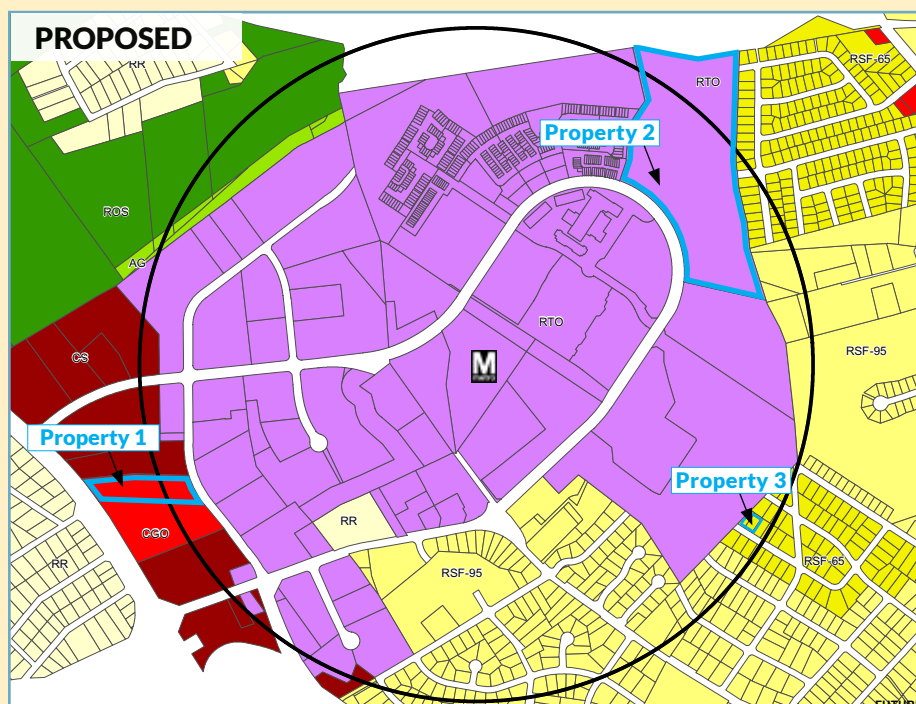 PROPOSED
RR
RSF-65
RTO
Property 2
ROS
AG
RTO
CS
M
RSF-95
Property 1
Property 3
RR
CGO
RR
RSF-95
RSF-65